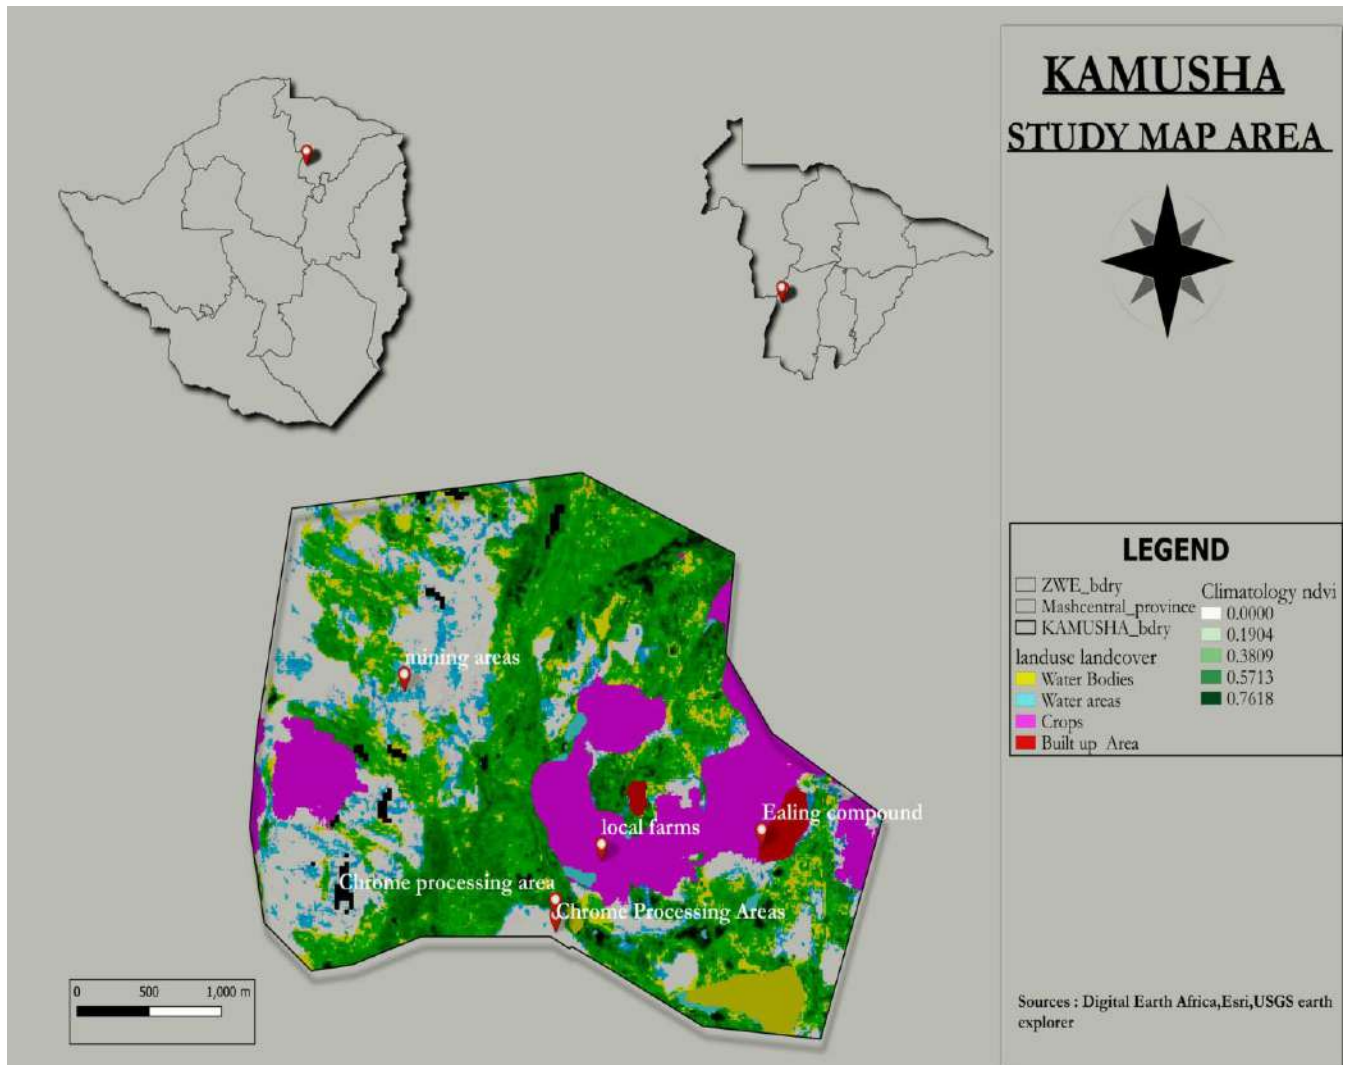 KAMUSHA
STUDY MAP AREA
mining areas
Ealing compound
local farms
Chrome processing area
Chrome Processing Areas
0 500 1,000 m
LEGEND
ZWE_bdry
Mashcentral_province
KAMUSHA_bdry
landuse landcover
Water Bodies
Water areas
Crops
Built up Area
Climatology ndvi
0.0000
0.1904
0.3809
0.5713
0.7618
Sources : Digital Earth Africa,Esri,USGS earth
explorer